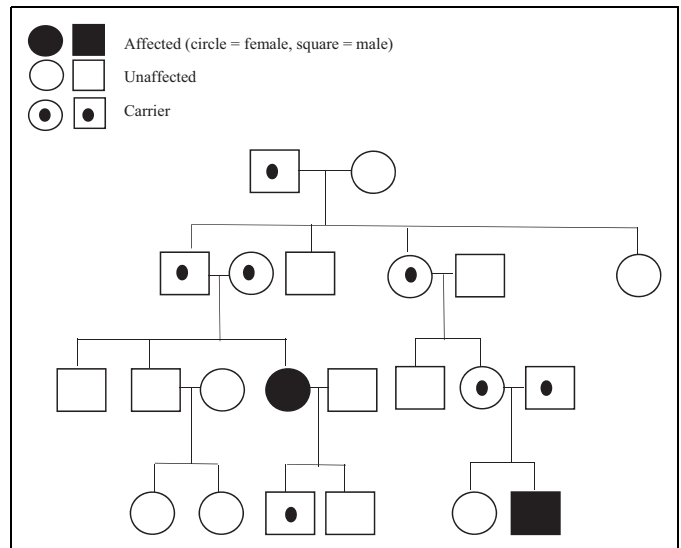 Affected (circle = female, square = male)
Unaffected
Carrier